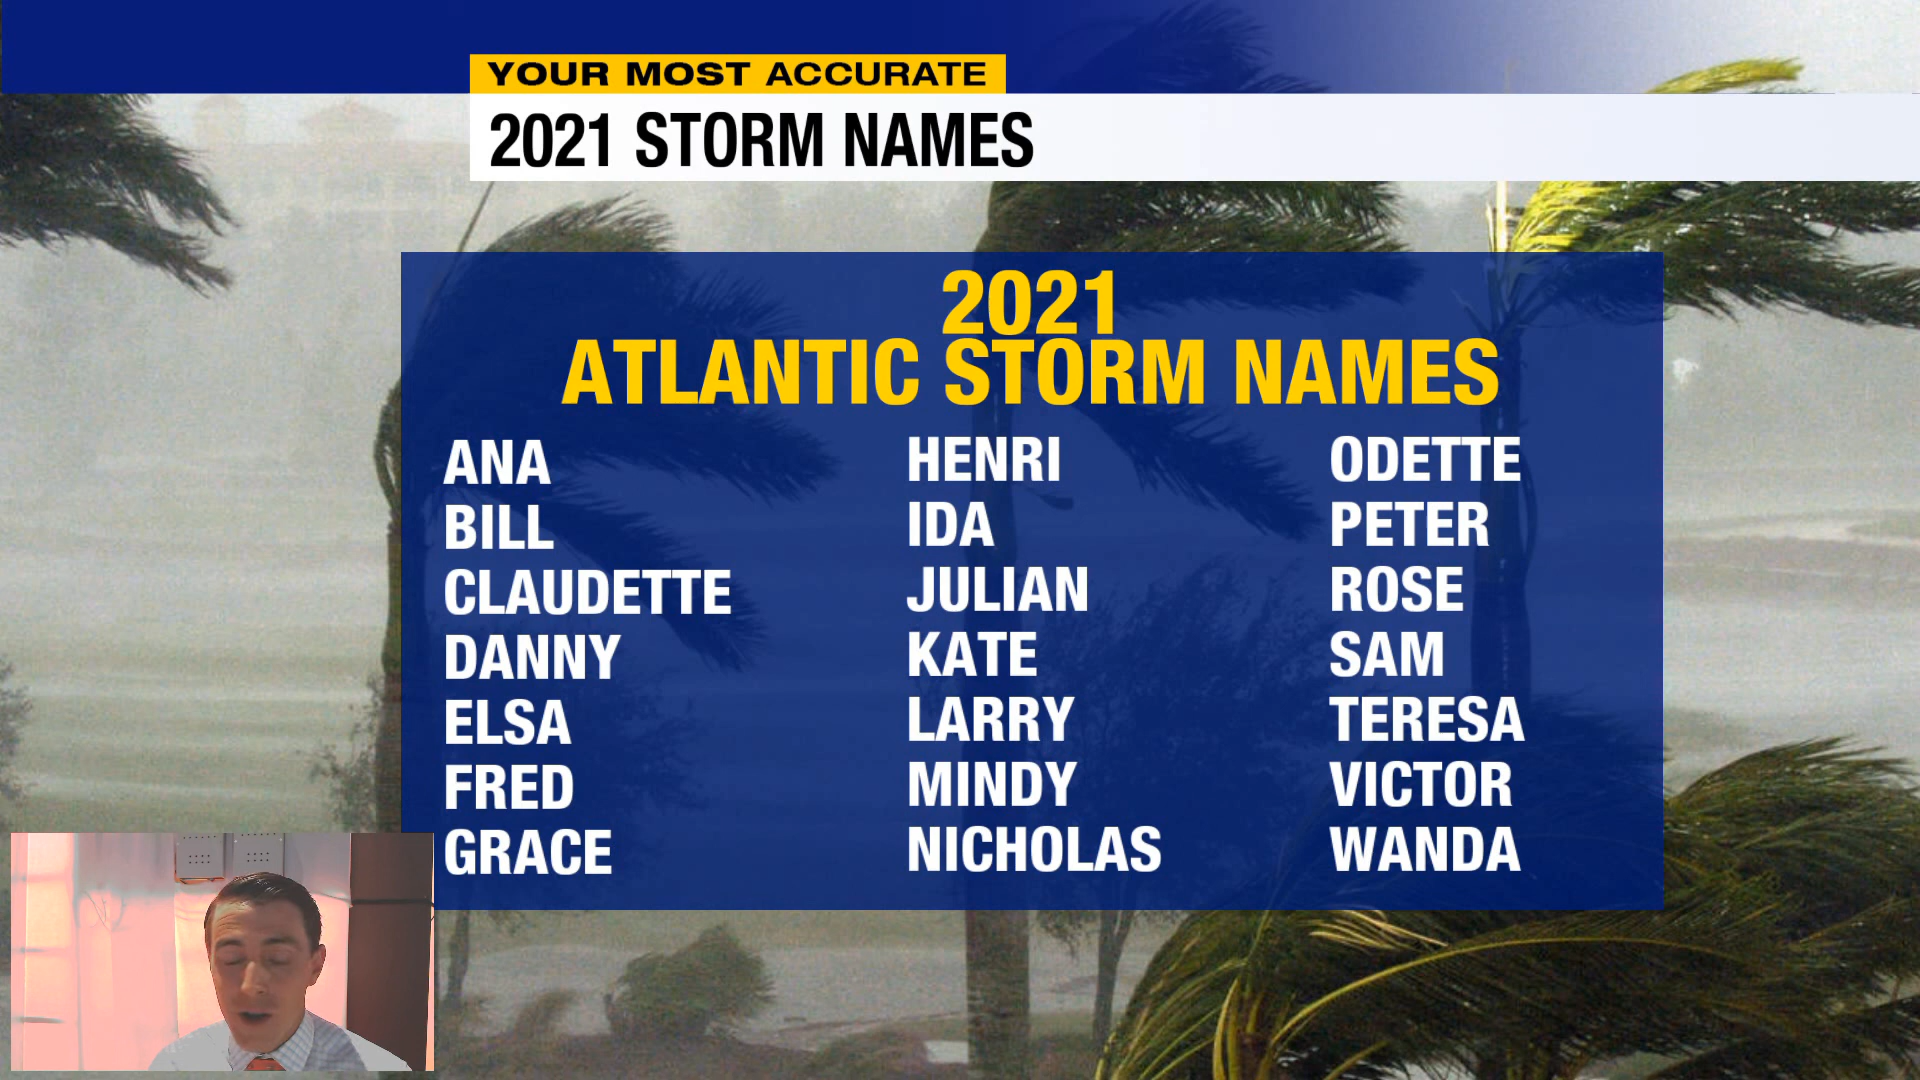 YOUR MOST ACCURATE
2021 STORM NAMES
2021
ATLANTIC STORM NAMES
ANA
BILL
CLAUDETTE
DANNY
ELSA
FRED
GRACE
HENRI
IDA
JULIAN
KATE
LARRY
MINDY
NICHOLAS
ODETTE
PETER
ROSE
SAM
TERESA
VICTOR
WANDA